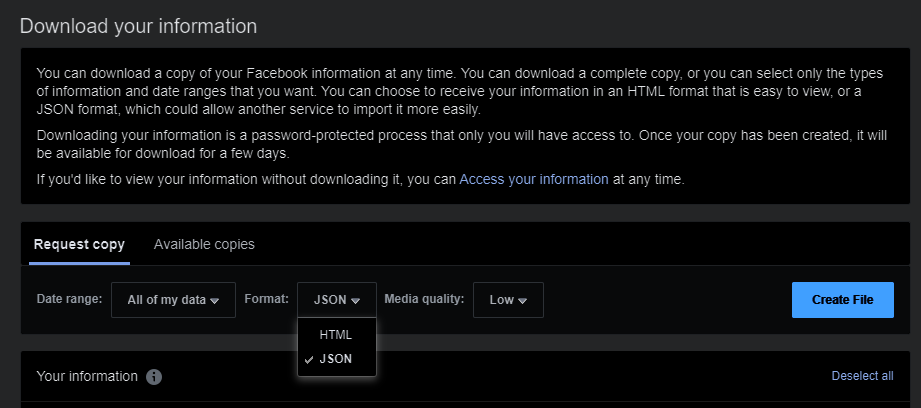 Download your information
You can download a copy of your Facebook information at any time. You can download a complete copy, or you can select only the types
of information and date ranges that you want. You can choose to receive your information in an HTML format that is easy to view, or a
JSON format, which could allow another service to import it more easily.
Downloading your information is a password-protected process that only you will have access to. Once your copy has been created, it will
be available for download for a few days.
If you'd like to view your information without downloading it, you can Access your information at any time.
Request copy Available copies
Date range: All of my data Format: JSON Media quality: Low Create File
HTML
JSON
Your information Deselect all